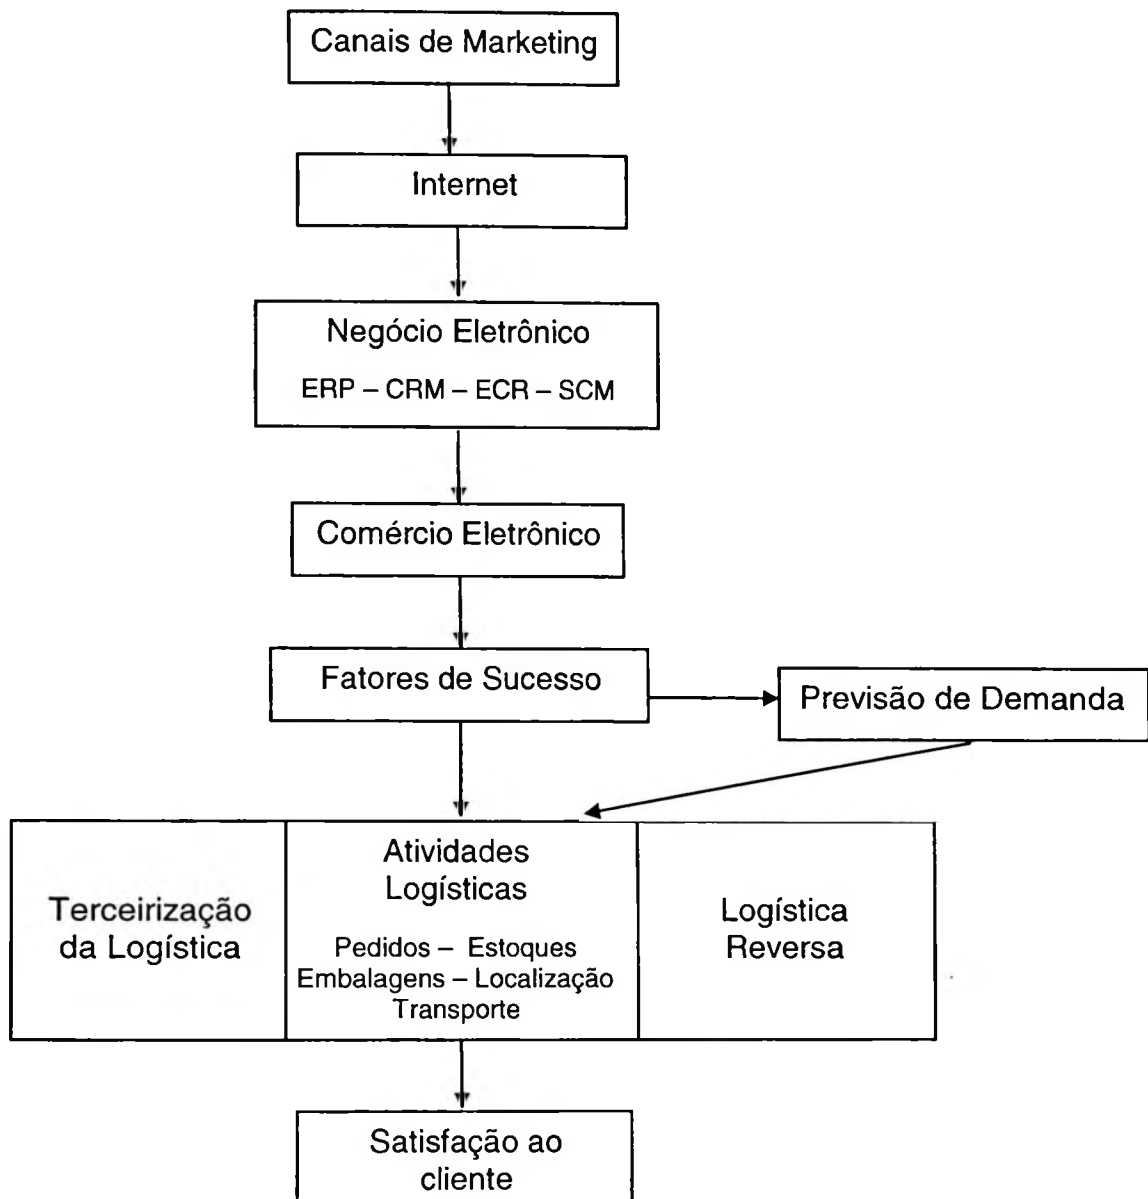 Canais de Marketing
Internet
Negócio Eletrônico
ERP – CRM – ECR – SCM
Comércio Eletrônico
Fatores de Sucesso
Previsão de Demanda
Terceirização
da Logística
Atividades
Logísticas
Pedidos – Estoques
Embalagens – Localização
Transporte
Logística
Reversa
Satisfação ao
cliente